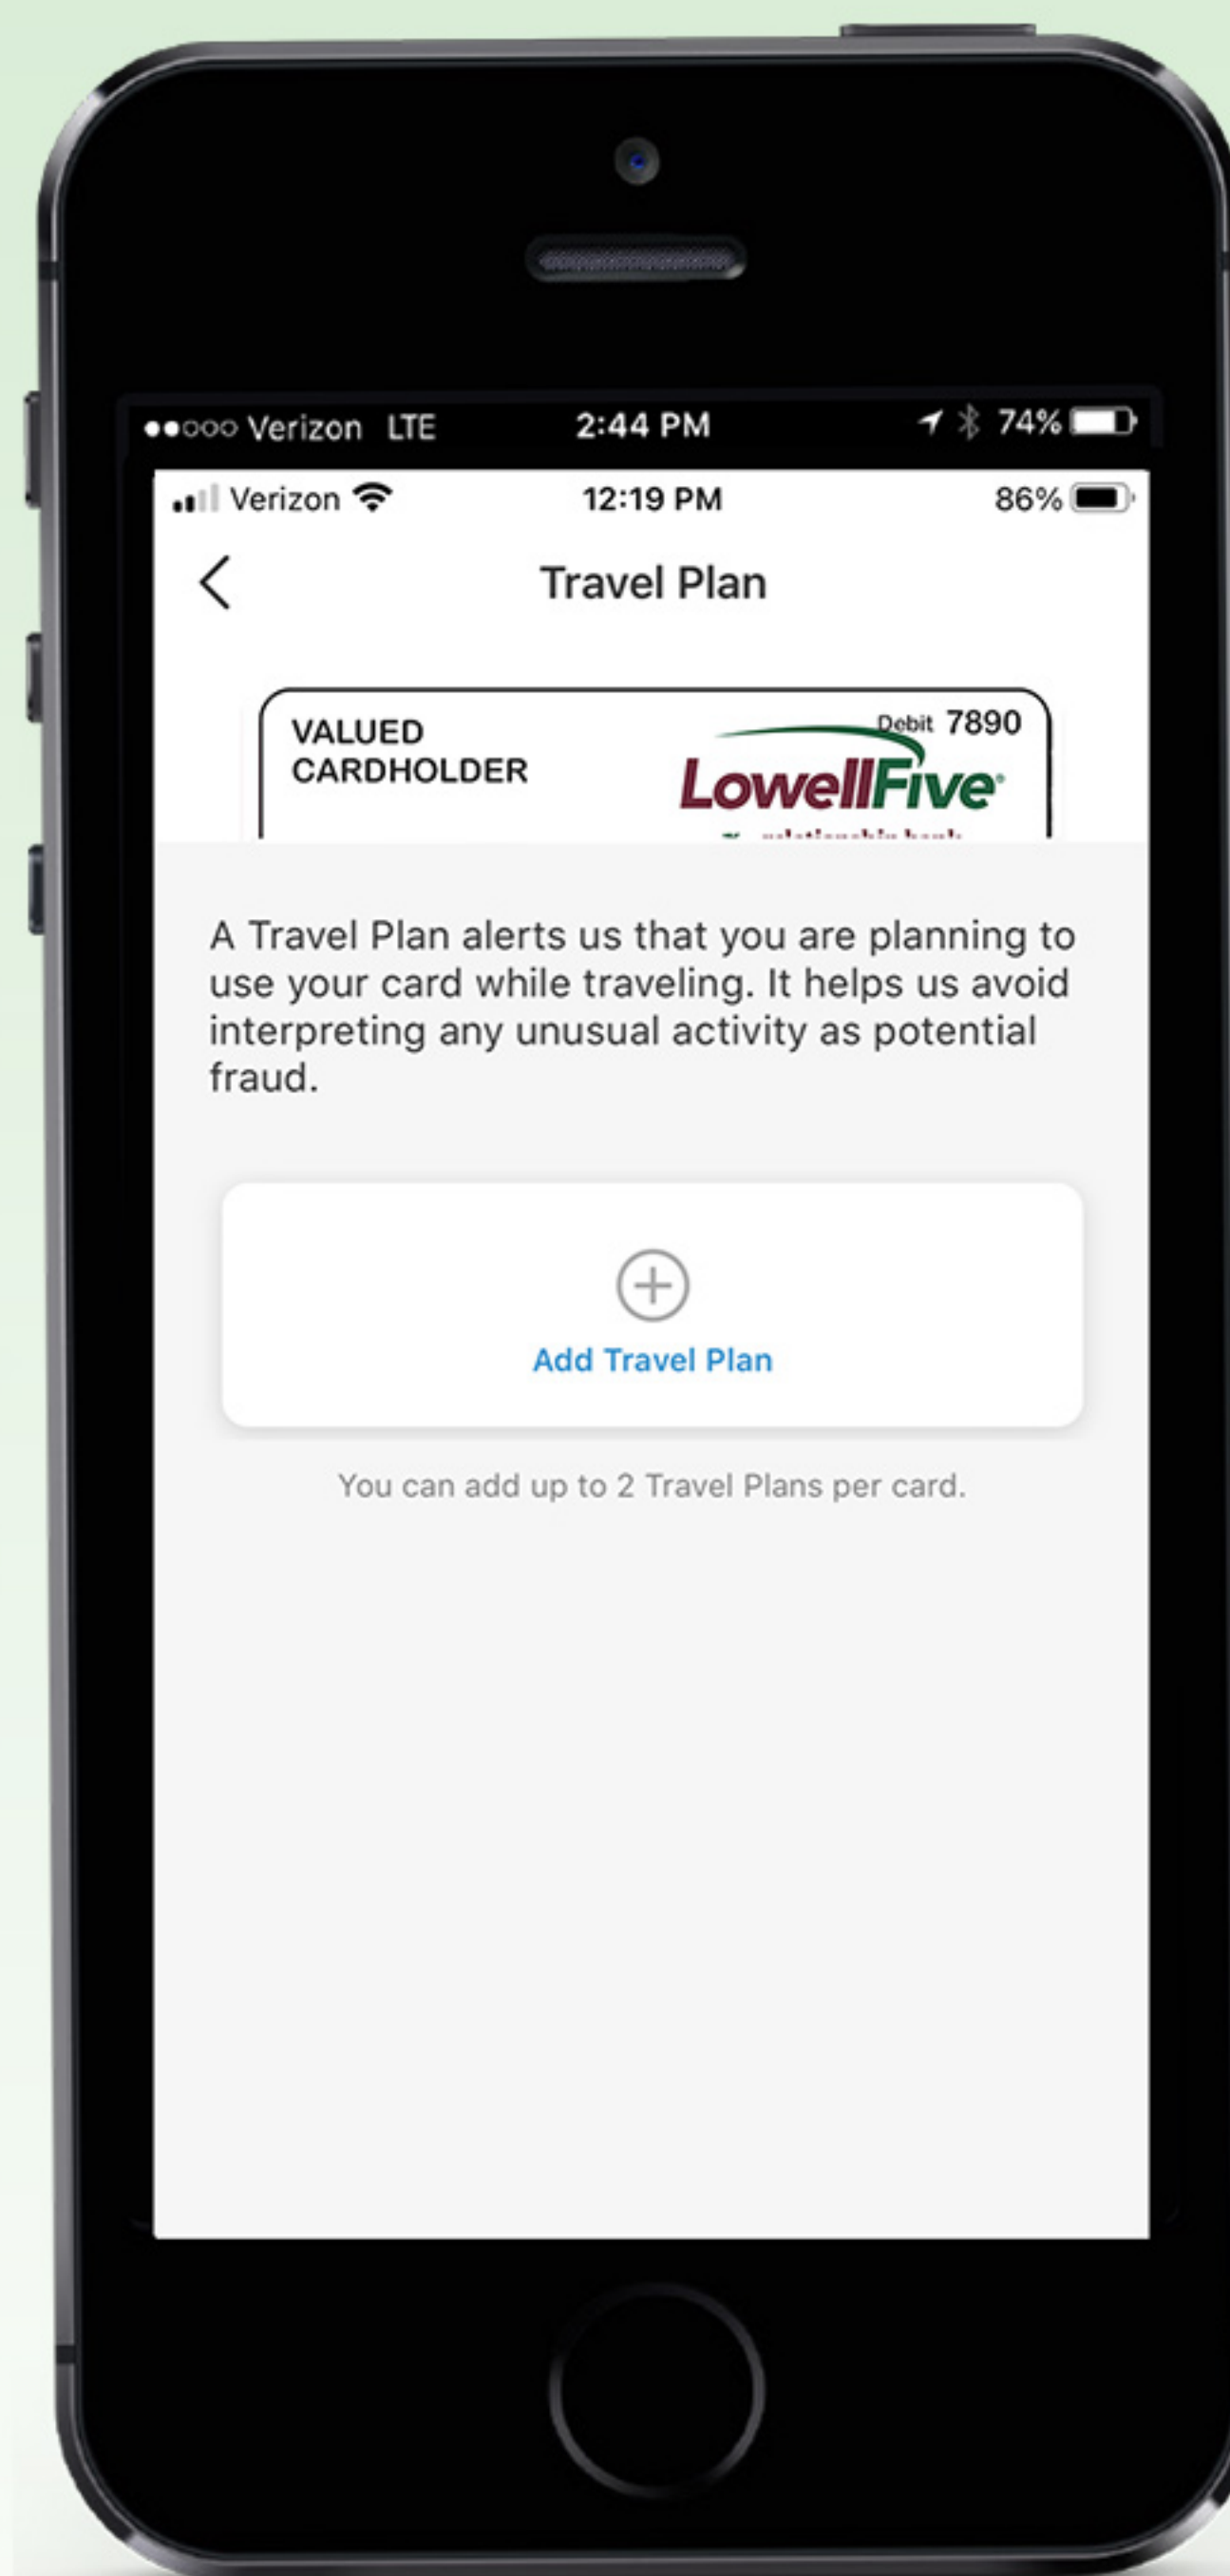 Verizon LTE 2:44 PM 74%
Verizon 12:19 PM 86%
Travel Plan
VALUED
CARDHOLDER
Debit 7890
LowellFive®
relationship bank
A Travel Plan alerts us that you are planning to
use your card while traveling. It helps us avoid
interpreting any unusual activity as potential
fraud.
Add Travel Plan
You can add up to 2 Travel Plans per card.